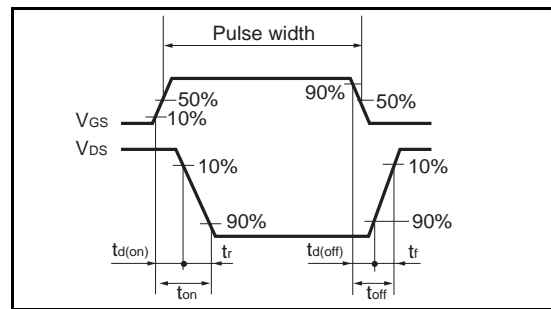 Pulse width
90%
50%
50%
10%
VGS
VDS
10%
10%
90%
90%
td(on)
tr
td(off)
tf
ton
toff